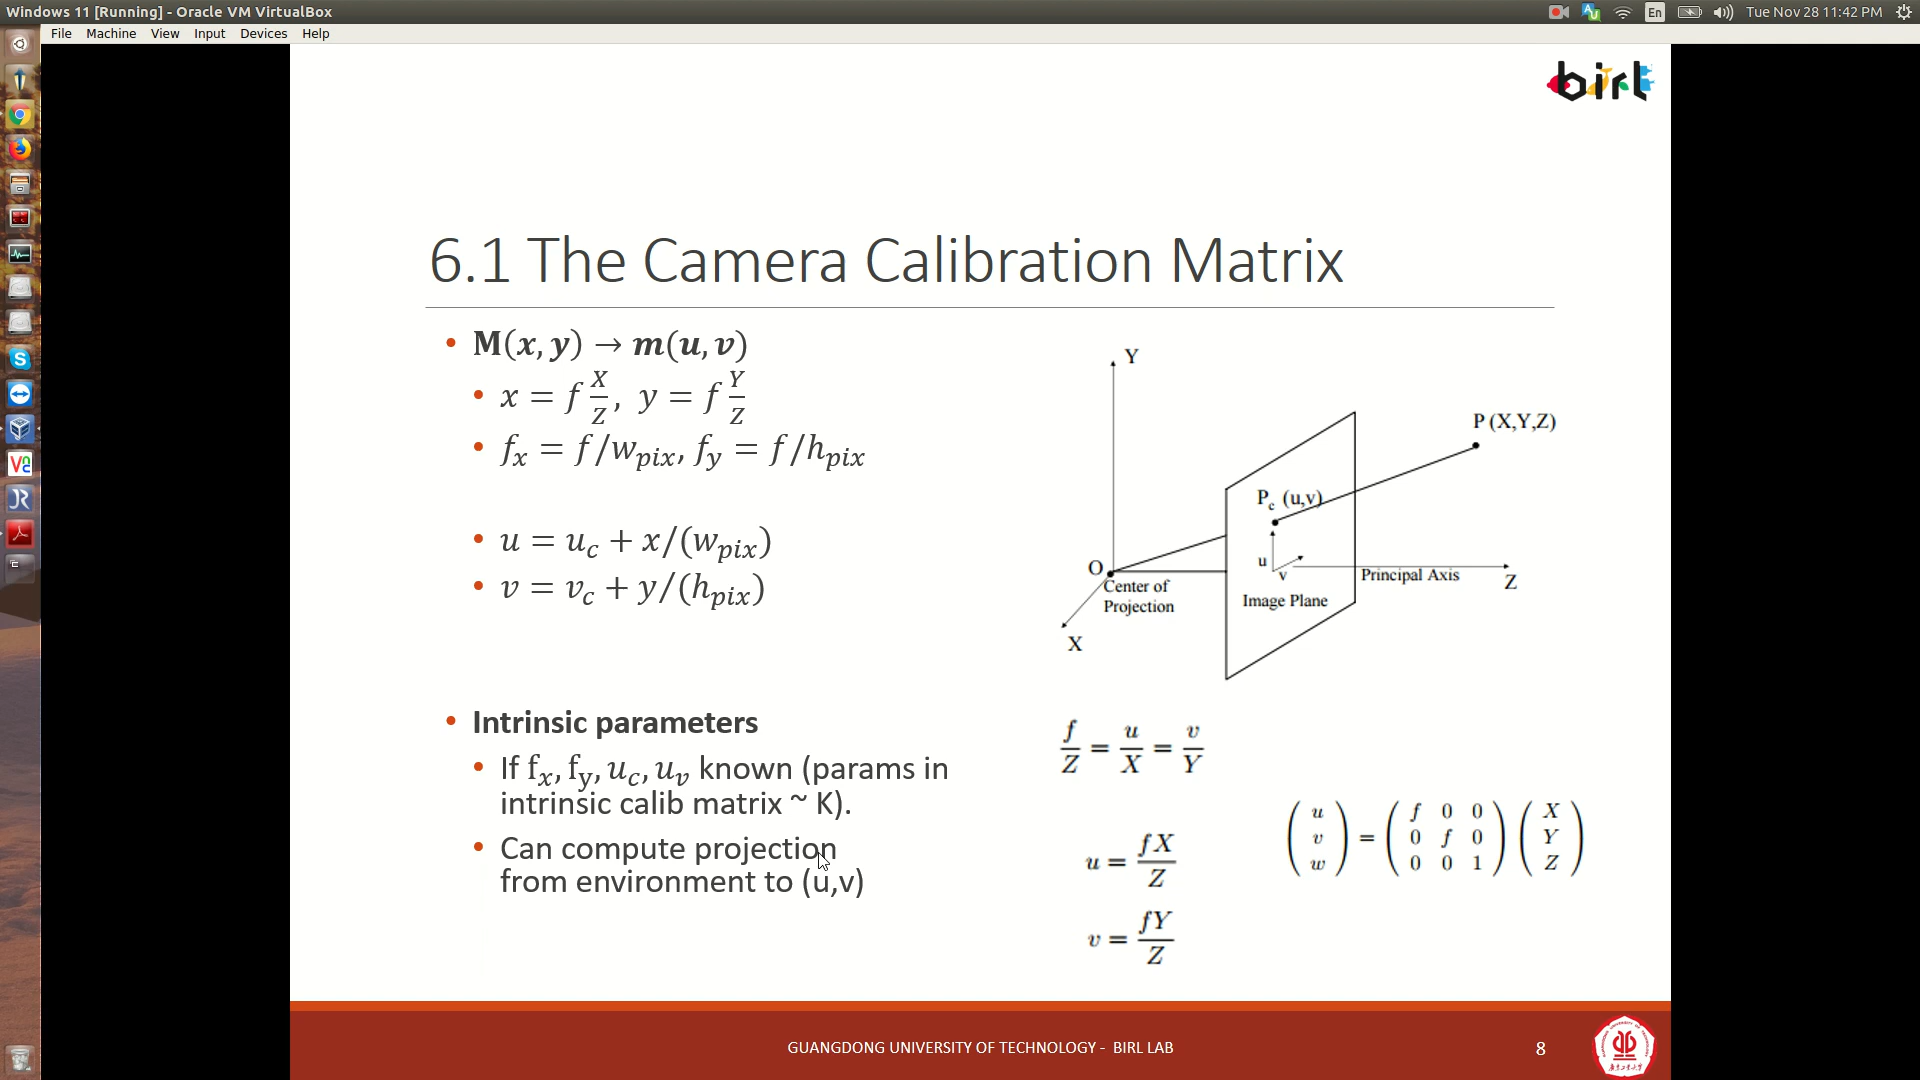 Windows 11 [Running] - Oracle VM VirtualBox
En
Tue Nov 28 11:42 PM
File Machine View Input Devices Help
birl
6.1 The Camera Calibration Matrix
• M(x, y) → m(u, v)
• x = f X/Z, y = f Y/Z
• f_x = f/w_pix, f_y = f/h_pix
• u = u_c + x/(w_pix)
• v = v_c + y/(h_pix)
• Intrinsic parameters
• If f_x, f_y, u_c, u_v known (params in
intrinsic calib matrix ~ K).
• Can compute projection
from environment to (u,v)
Y
P (X,Y,Z)
P_c (u,v)
O
Center of
Projection
u
v
Principal Axis
Z
Image Plane
X
f/Z = u/X = v/Y
u = fX/Z
v = fY/Z
( u ) = ( f 0 0 ) ( X )
( v ) = ( 0 f 0 ) ( Y )
( w ) = ( 0 0 1 ) ( Z )
GUANGDONG UNIVERSITY OF TECHNOLOGY - BIRL LAB
8